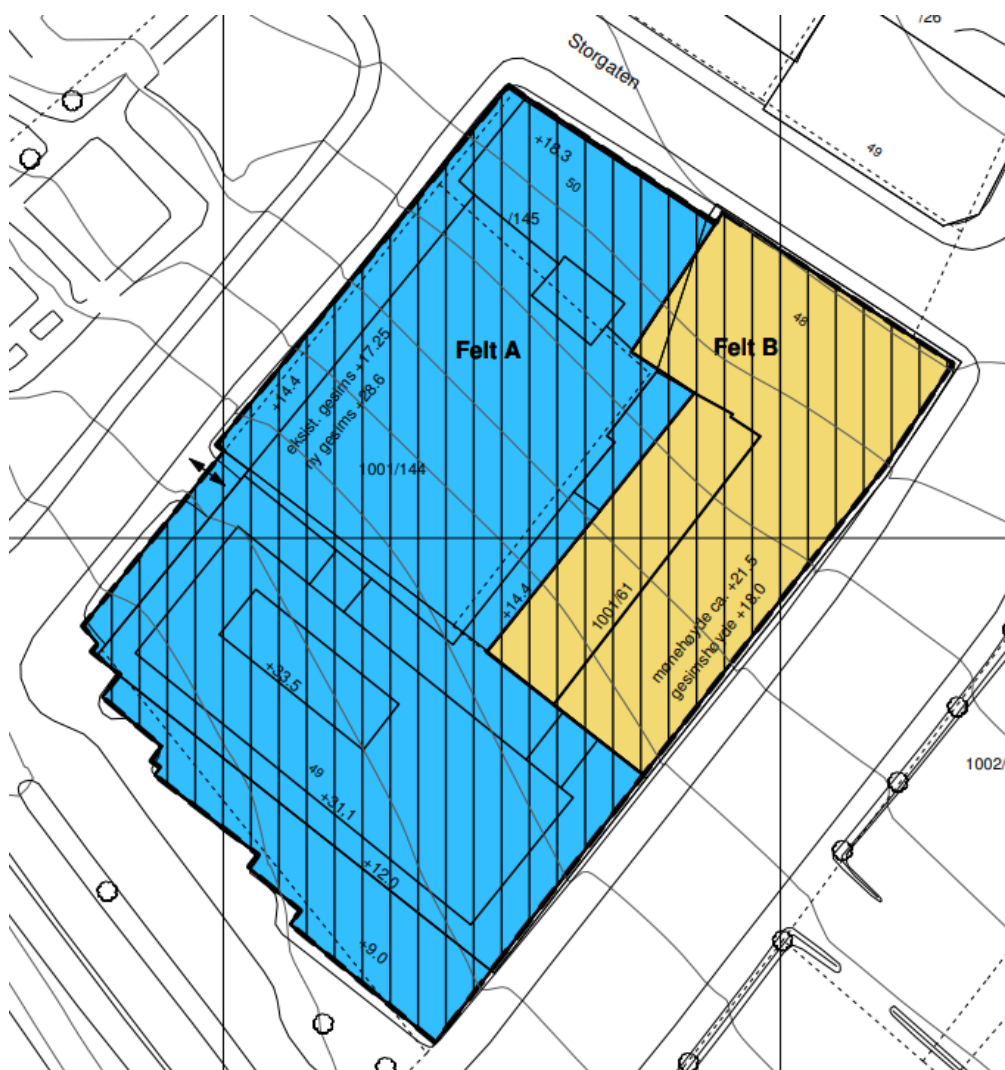 /26
Storgaten
49
+18.3
50
/145
48
Felt A
Felt B
+14.4
eksist. gesims +17.25
ny gesims +28.6
1001/144
+14.4
1001/61
mønehøyde ca. +21.5
gesimshøyde +18.0
+33.5
49
+31.1
+12.0
+9.0
1002/